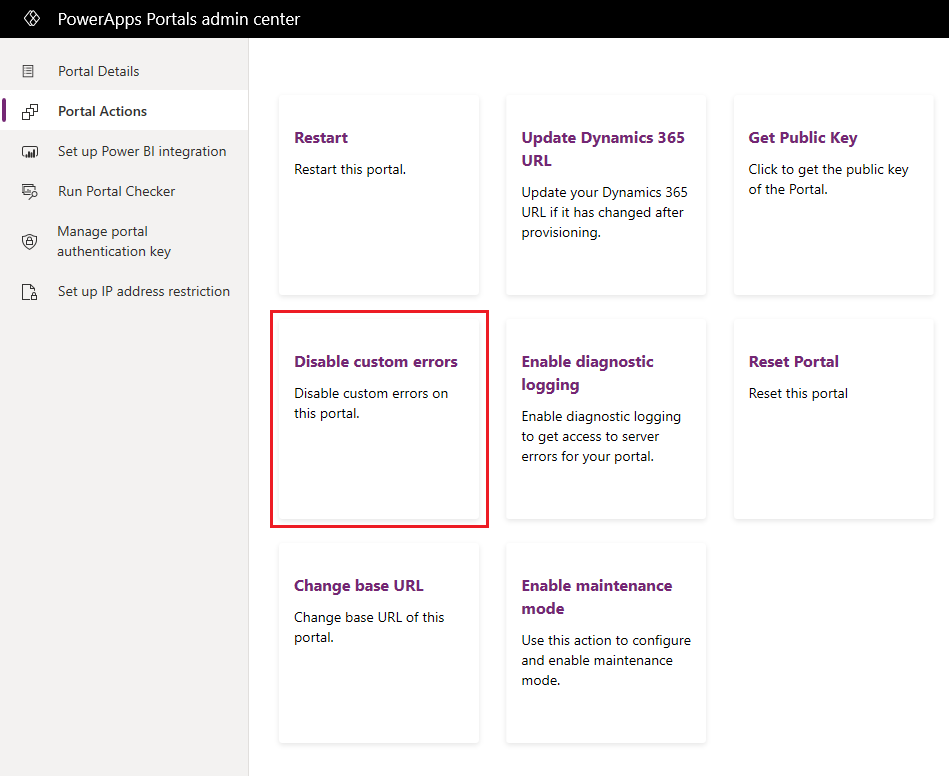 PowerApps Portals admin center
Portal Details
Portal Actions
Set up Power BI integration
Run Portal Checker
Manage portal
authentication key
Set up IP address restriction
Restart
Restart this portal.
Update Dynamics 365
URL
Update your Dynamics 365
URL if it has changed after
provisioning.
Get Public Key
Click to get the public key
of the Portal.
Disable custom errors
Disable custom errors on
this portal.
Enable diagnostic
logging
Enable diagnostic logging
to get access to server
errors for your portal.
Reset Portal
Reset this portal
Change base URL
Change base URL of this
portal.
Enable maintenance
mode
Use this action to configure
and enable maintenance
mode.